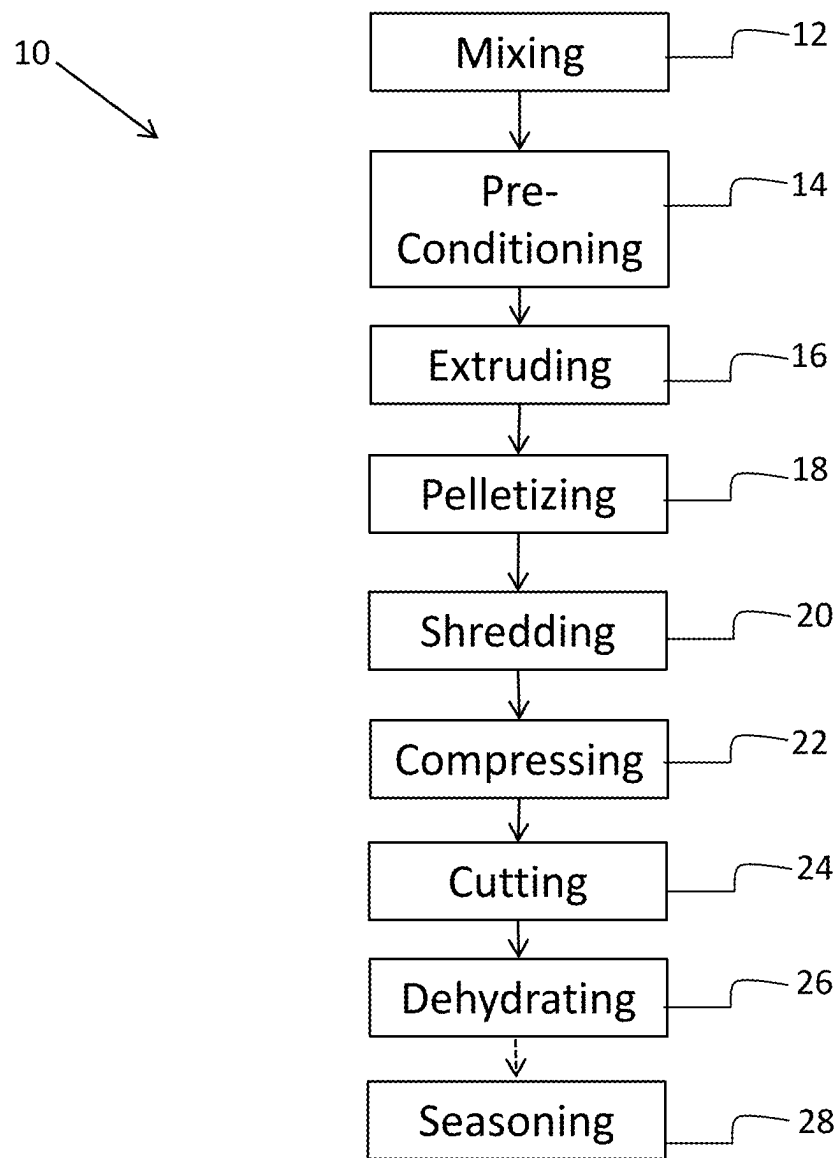 10
Mixing 12
Pre-
Conditioning 14
Extruding 16
Pelletizing 18
Shredding 20
Compressing 22
Cutting 24
Dehydrating 26
Seasoning 28